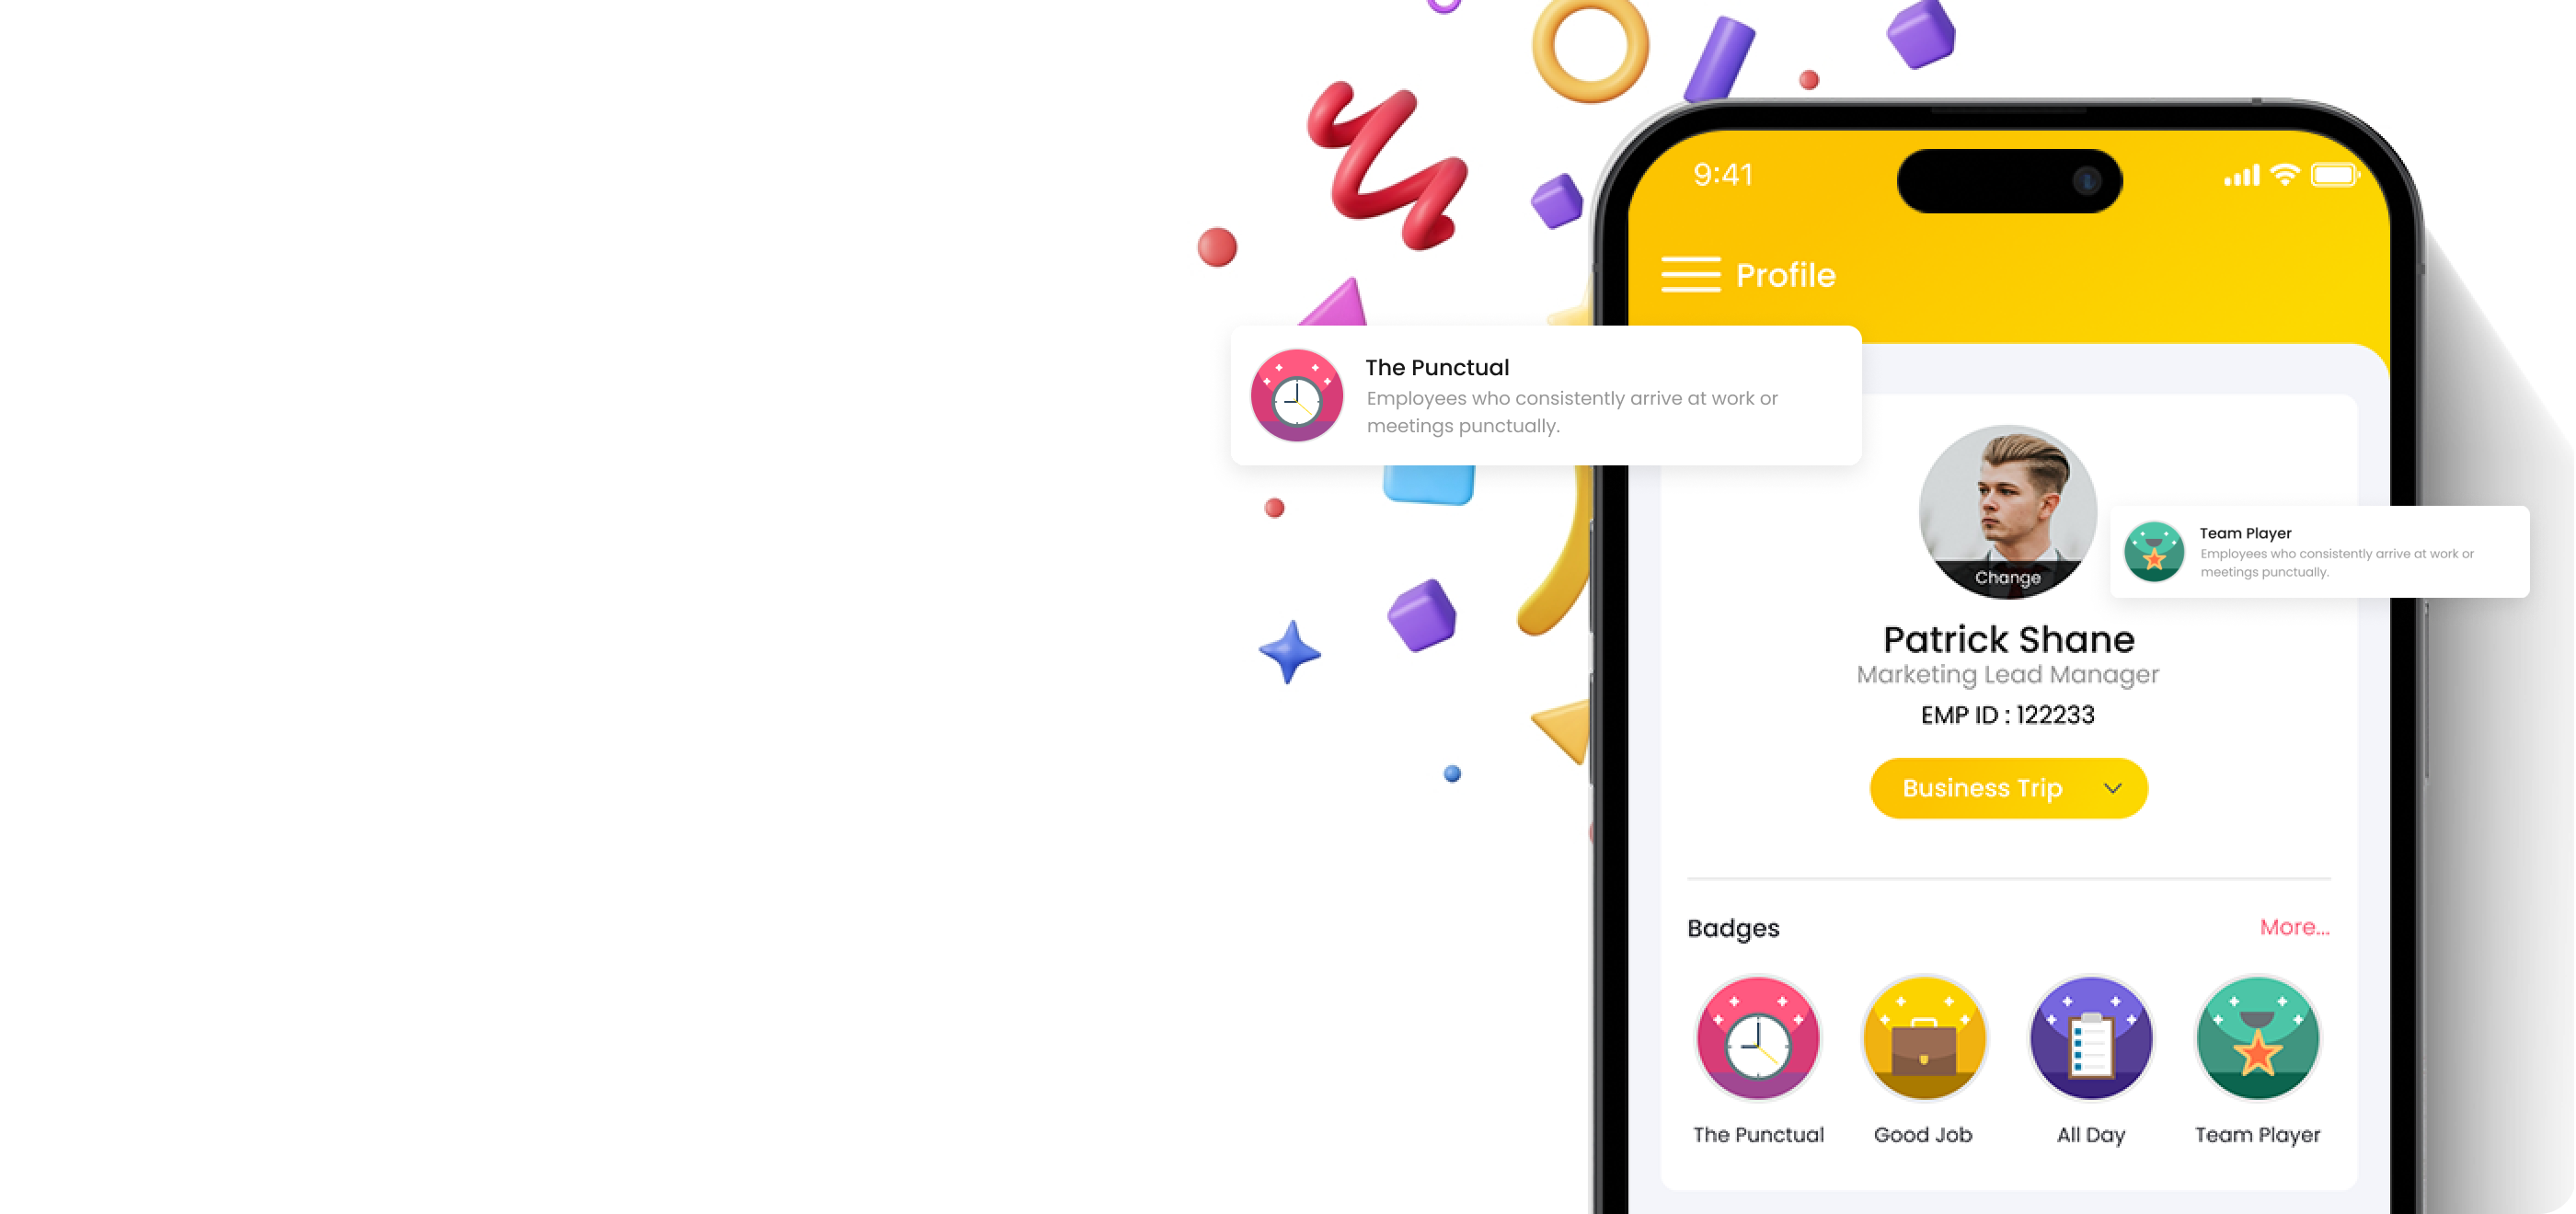 9:41
Profile
The Punctual
Employees who consistently arrive at work or
meetings punctually.
Change
Team Player
Employees who consistently arrive at work or
meetings punctually.
Patrick Shane
Marketing Lead Manager
EMP ID : 122233
Business Trip
Badges
More...
The Punctual
Good Job
All Day
Team Player